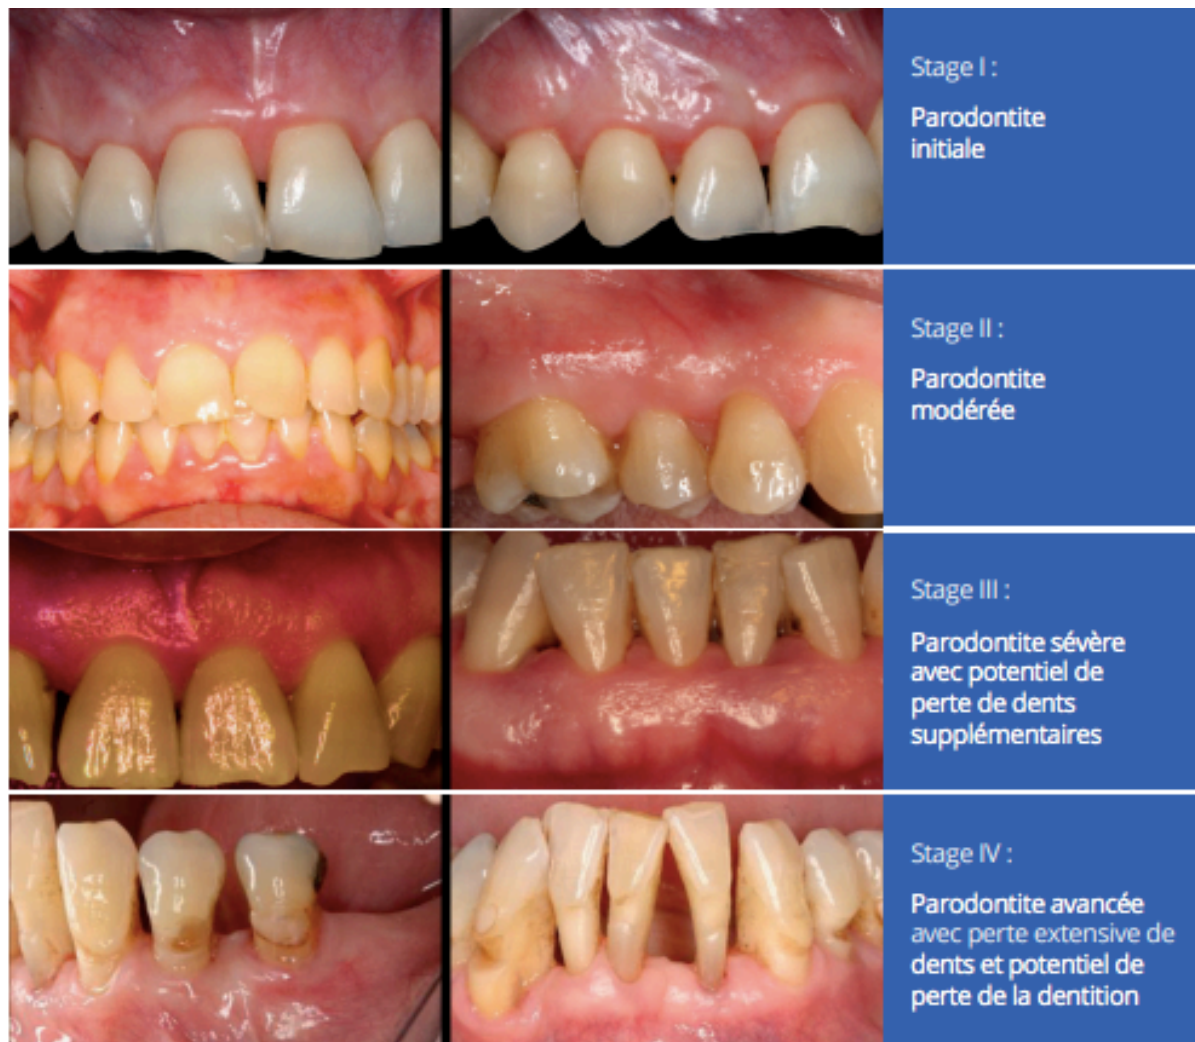 Stage I :
Parodontite
initiale
Stage II :
Parodontite
modérée
Stage III :
Parodontite sévère
avec potentiel de
perte de dents
supplémentaires
Stage IV :
Parodontite avancée
avec perte extensive de
dents et potentiel de
perte de la dentition